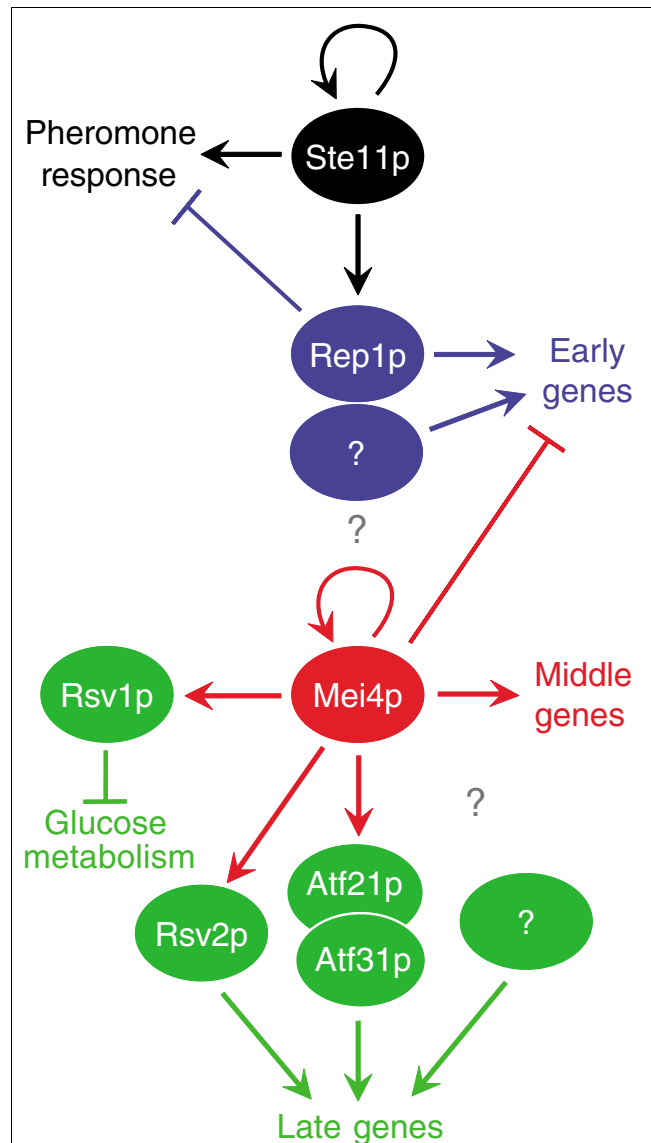 Ste11p
Pheromone
response
Rep1p
Early
genes
?
?
Rsv1p
Mei4p
Middle
genes
?
Glucose
metabolism
Atf21p
Rsv2p
Atf31p
?
Late genes